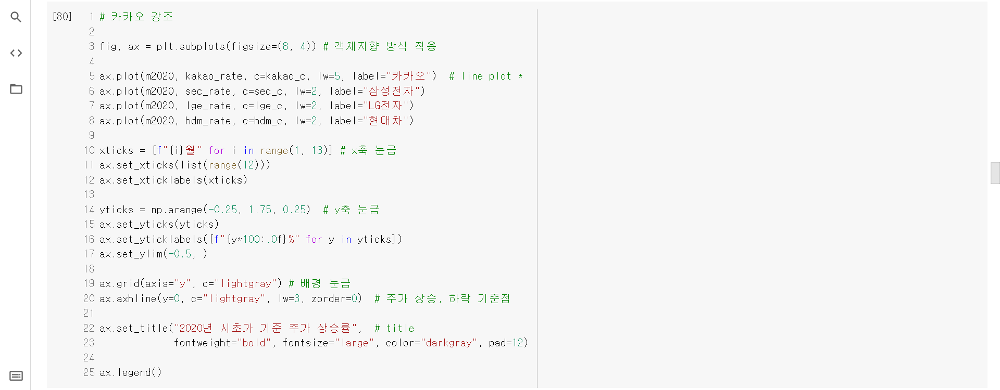 [80] 1 # 카카오 강조
2
3 fig, ax = plt.subplots(figsize=(8, 4)) # 객체지향 방식 적용
4
5 ax.plot(m2020, kakao_rate, c=kakao_c, lw=5, label="카카오")  # line plot *
6 ax.plot(m2020, sec_rate, c=sec_c, lw=2, label="삼성전자")
7 ax.plot(m2020, lge_rate, c=lge_c, lw=2, label="LG전자")
8 ax.plot(m2020, hdm_rate, c=hdm_c, lw=2, label="현대차")
9
10 xticks = [f"{i}월" for i in range(1, 13)] # x축 눈금
11 ax.set_xticks(list(range(12)))
12 ax.set_xticklabels(xticks)
13
14 yticks = np.arange(-0.25, 1.75, 0.25)  # y축 눈금
15 ax.set_yticks(yticks)
16 ax.set_yticklabels([f"{y*100:.0f}%" for y in yticks])
17 ax.set_ylim(-0.5, )
18
19 ax.grid(axis="y", c="lightgray") # 배경 눈금
20 ax.axhline(y=0, c="lightgray", lw=3, zorder=0)  # 주가 상승, 하락 기준점
21
22 ax.set_title("2020년 시초가 기준 주가 상승률",  # title
23              fontweight="bold", fontsize="large", color="darkgray", pad=12)
24
25 ax.legend()